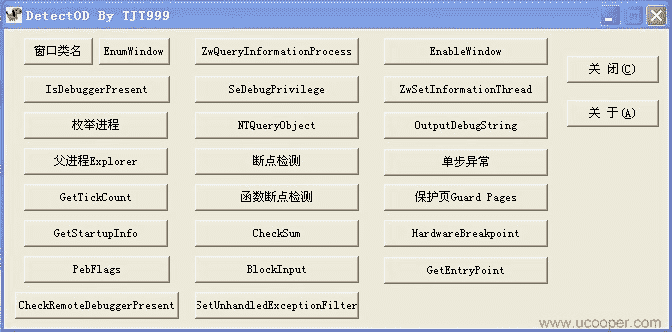 DetectOD By TJT999
窗口类名 EnumWindow ZwQueryInformationProcess EnableWindow
关 闭(C)
IsDebuggerPresent SeDebugPrivilege ZwSetInformationThread
关 于(A)
枚举进程 NTQueryObject OutputDebugString
父进程Explorer 断点检测 单步异常
GetTickCount 函数断点检测 保护页Guard Pages
GetStartupInfo CheckSum HardwareBreakpoint
PebFlags BlockInput GetEntryPoint
CheckRemoteDebuggerPresent SetUnhandledExceptionFilter
www.ucooper.com